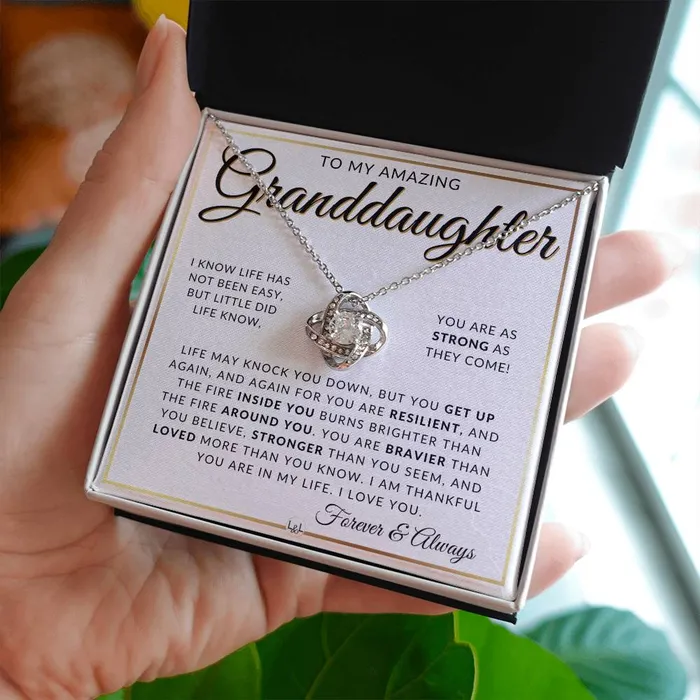 TO MY AMAZING
Granddaughter
I KNOW LIFE HAS
NOT BEEN EASY,
BUT LITTLE DID
LIFE KNOW,
YOU ARE AS
STRONG AS
THEY COME!
LIFE MAY KNOCK YOU DOWN, BUT YOU GET UP
AGAIN, AND AGAIN FOR YOU ARE RESILIENT, AND
THE FIRE INSIDE YOU BURNS BRIGHTER THAN
THE FIRE AROUND YOU. YOU ARE BRAVIER THAN
YOU BELIEVE, STRONGER THAN YOU SEEM, AND
LOVED MORE THAN YOU KNOW. I AM THANKFUL
YOU ARE IN MY LIFE. I LOVE YOU.
Forever & Always